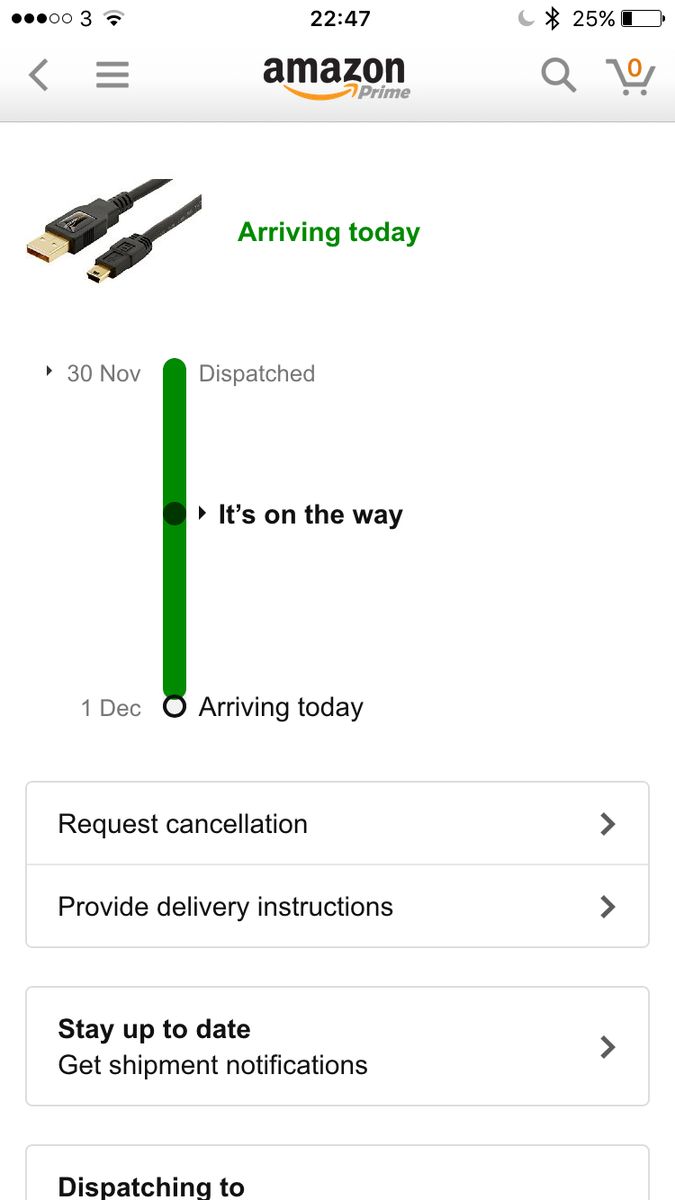 3 22:47 25%
amazon
Prime
0
Arriving today
30 Nov Dispatched
It’s on the way
1 Dec Arriving today
Request cancellation
Provide delivery instructions
Stay up to date
Get shipment notifications
Dispatching to